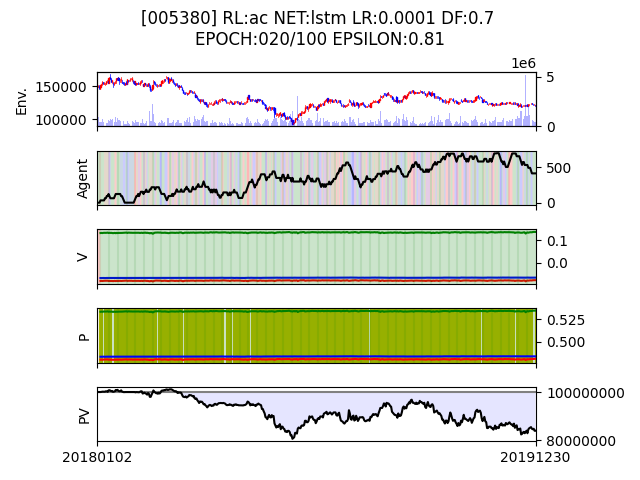 [005380] RL:ac NET:lstm LR:0.0001 DF:0.7
EPOCH:020/100 EPSILON:0.81
1e6
Env.
150000
100000
5
0
Agent
500
0
V
0.1
0.0
P
0.525
0.500
PV
100000000
80000000
20180102
20191230